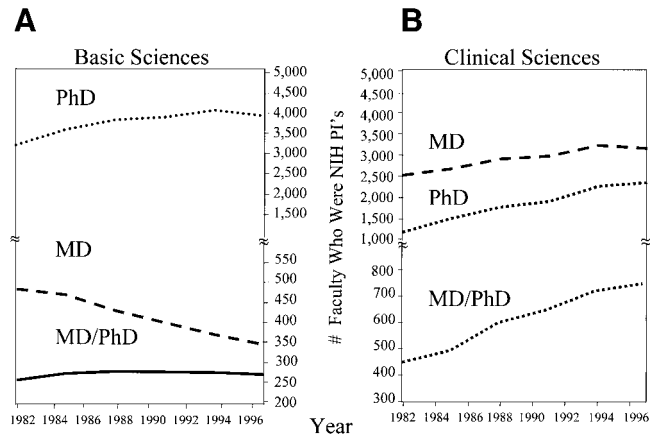 A
Basic Sciences
PhD
MD
MD/PhD
5,000
4,500
4,000
3,500
3,000
2,500
2,000
1,500
≈
≈
550
500
450
400
350
300
250
200
1982 1984 1986 1988 1990 1992 1994 1996
# Faculty Who Were NIH PI's
Year
B
Clinical Sciences
MD
PhD
MD/PhD
5,000
4,500
4,000
3,500
3,000
2,500
2,000
1,500
1,000
≈
≈
800
700
600
500
400
300
1982 1984 1986 1988 1990 1992 1994 1996